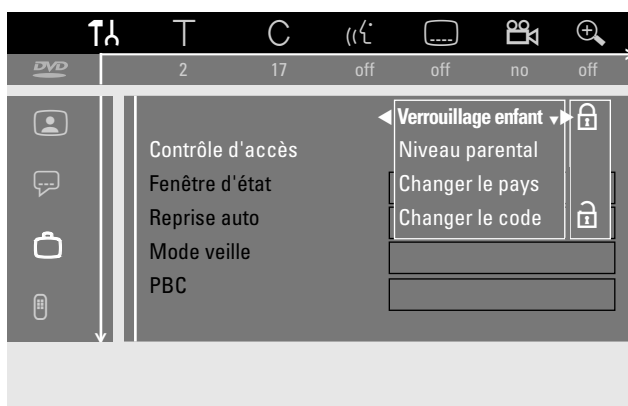 T C
DVD 2 17 off off no off
Verrouillage enfant
Contrôle d'accès Niveau parental
Fenêtre d'état Changer le pays
Reprise auto Changer le code
Mode veille
PBC